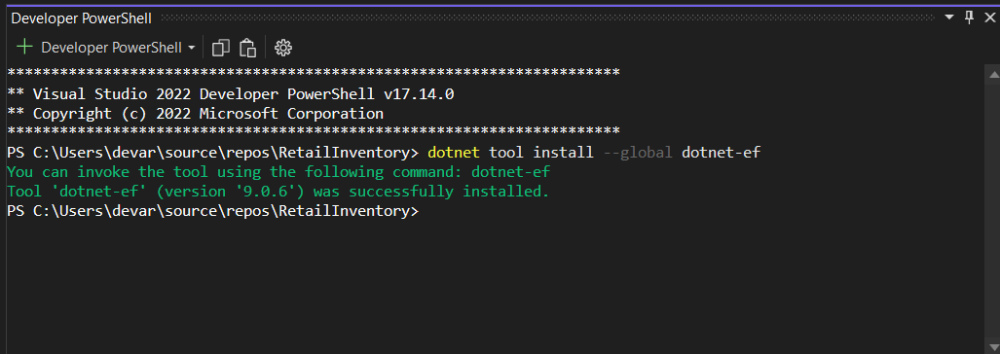 Developer PowerShell
Developer PowerShell
**********************************************************************
** Visual Studio 2022 Developer PowerShell v17.14.0
** Copyright (c) 2022 Microsoft Corporation
**********************************************************************
PS C:\Users\devar\source\repos\RetailInventory> dotnet tool install --global dotnet-ef
You can invoke the tool using the following command: dotnet-ef
Tool 'dotnet-ef' (version '9.0.6') was successfully installed.
PS C:\Users\devar\source\repos\RetailInventory>